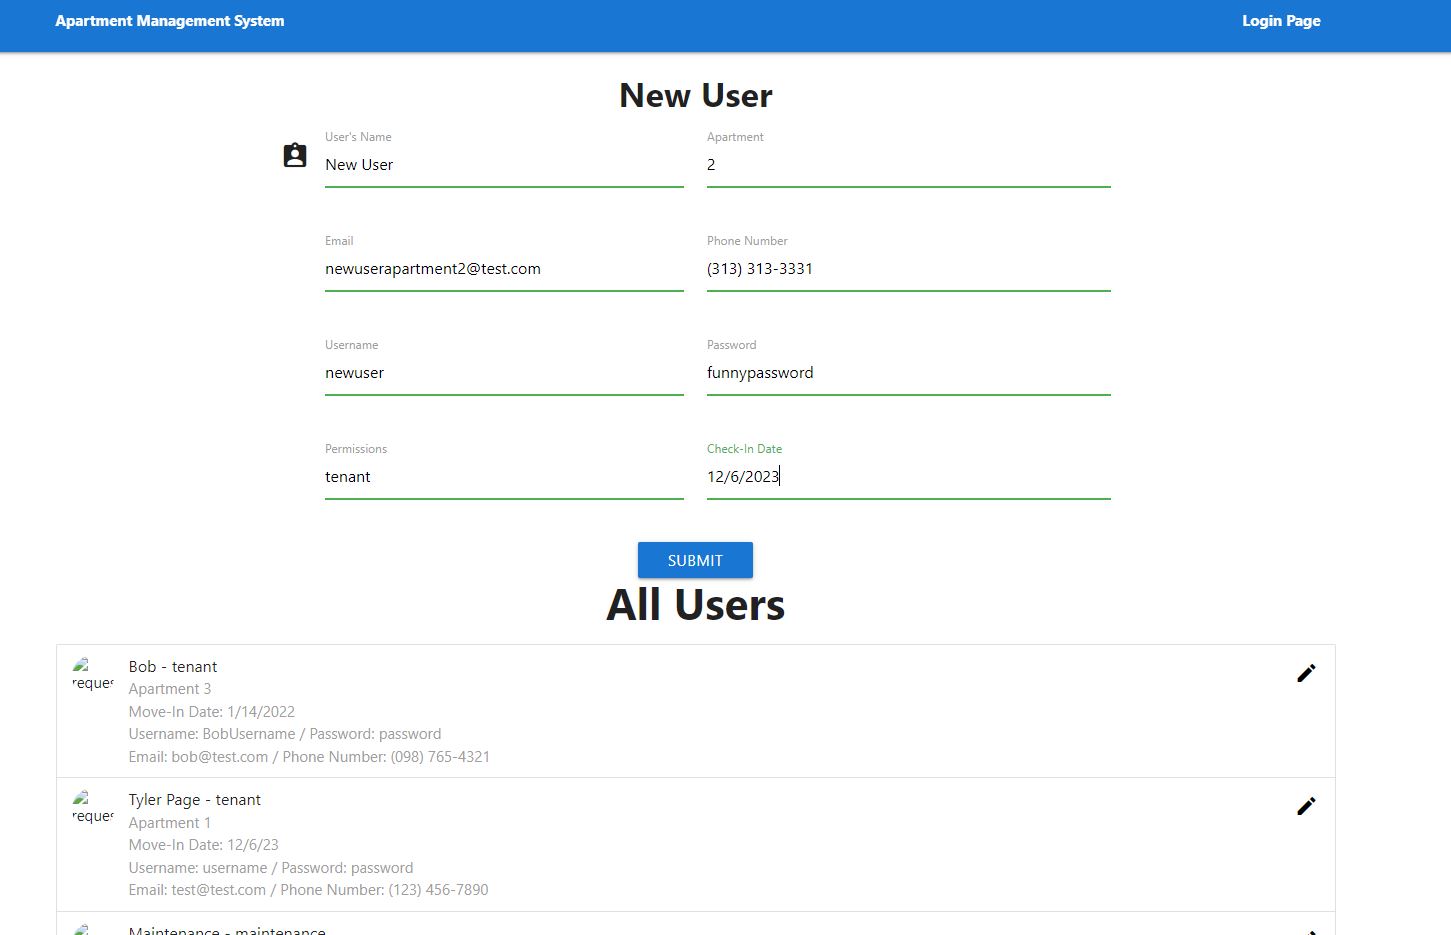 Apartment Management System
Login Page
New User
User's Name
Apartment
New User
2
Email
Phone Number
newuserapartment2@test.com
(313) 313-3331
Username
Password
newuser
funnypassword
Permissions
Check-In Date
tenant
12/6/2023
SUBMIT
All Users
reques
Bob - tenant
Apartment 3
Move-In Date: 1/14/2022
Username: BobUsername / Password: password
Email: bob@test.com / Phone Number: (098) 765-4321
reques
Tyler Page - tenant
Apartment 1
Move-In Date: 12/6/23
Username: username / Password: password
Email: test@test.com / Phone Number: (123) 456-7890
Maintenance - maintenance